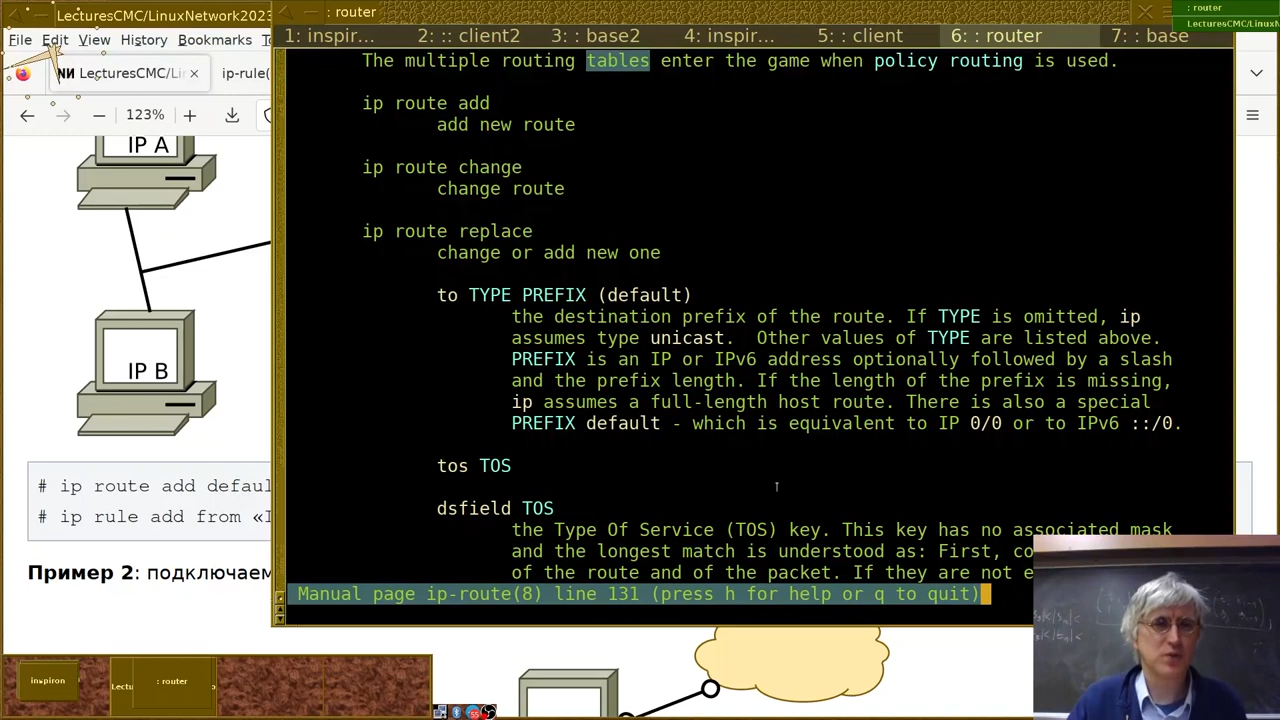 LecturesCMC/LinuxNetwork2023
: router
: router
LecturesCMC/LinuxNetwork2023
File Edit View History Bookmarks
1: inspir... 2: :: client2 3: : base2 4: inspir... 5: : client 6: : router 7: : base
LecturesCMC/Lin
ip-rule(
123%
The multiple routing tables enter the game when policy routing is used.
ip route add
add new route
ip route change
change route
ip route replace
change or add new one
to TYPE PREFIX (default)
the destination prefix of the route. If TYPE is omitted, ip
assumes type unicast.  Other values of TYPE are listed above.
PREFIX is an IP or IPv6 address optionally followed by a slash
and the prefix length. If the length of the prefix is missing,
ip assumes a full-length host route. There is also a special
PREFIX default - which is equivalent to IP 0/0 or to IPv6 ::/0.
tos TOS
dsfield TOS
the Type Of Service (TOS) key. This key has no associated mask
and the longest match is understood as: First, co
of the route and of the packet. If they are not e
Manual page ip-route(8) line 131 (press h for help or q to quit)
IP A
IP B
# ip route add defau
# ip rule add from «I
Пример 2: подключаем
inspiron
Lectu
: router
55